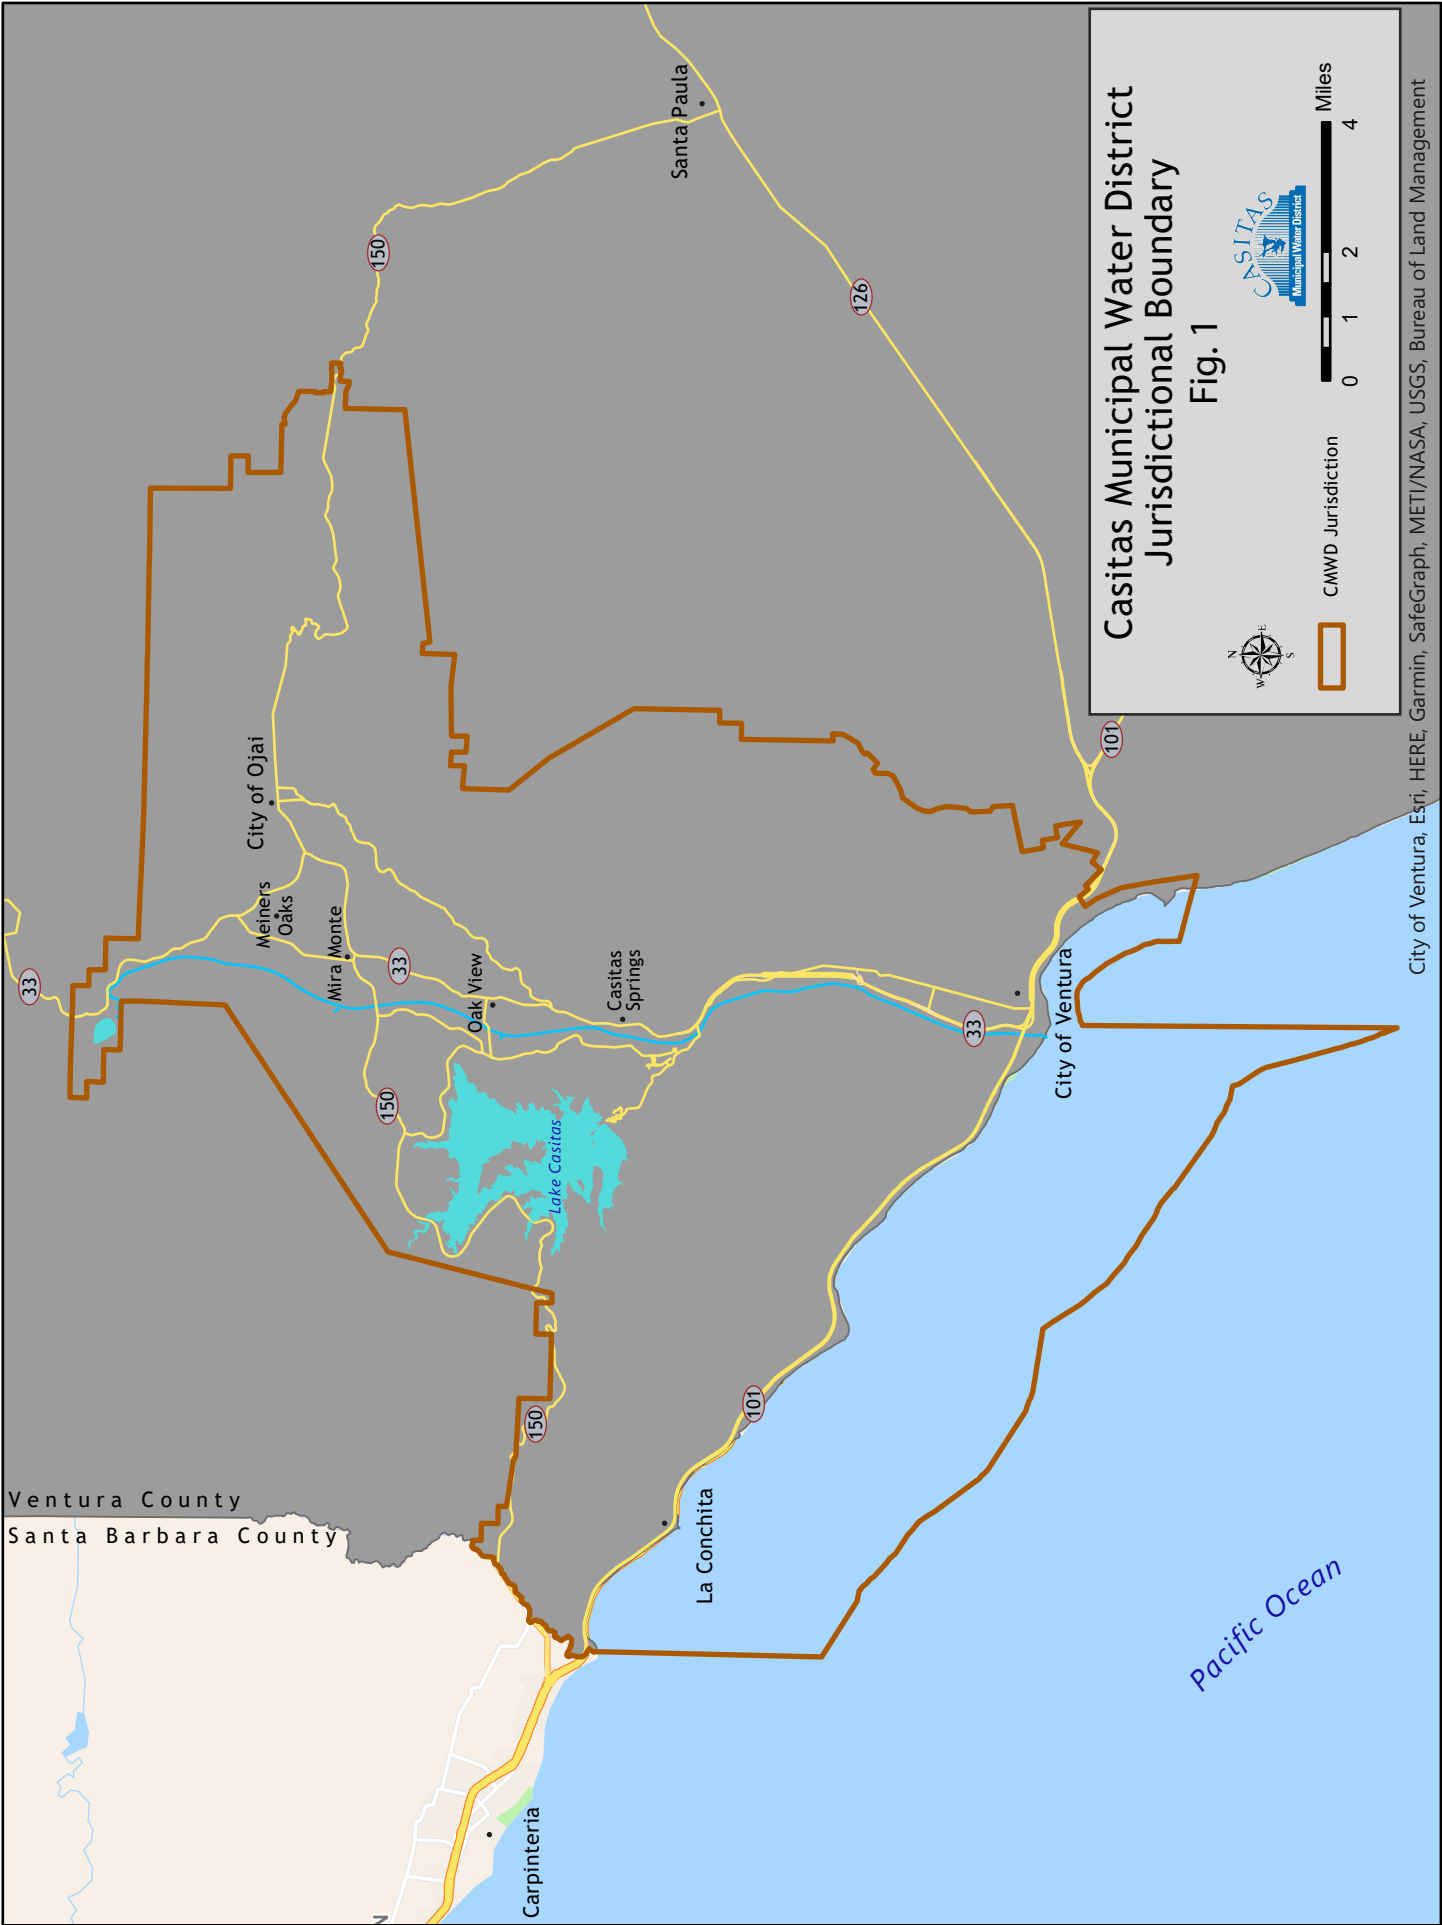 Ventura County
Santa Barbara County
33
City of Ojai
Meiners
Oaks
Mira Monte
33
Oak View
Casitas
Springs
150
150
Lake Casitas
150
Santa Paula
126
101
33
City of Ventura
101
La Conchita
Carpinteria
Pacific Ocean
Casitas Municipal Water District
Jurisdictional Boundary
Fig. 1
N
W
E
S
CASITAS
Municipal Water District
CMWD Jurisdiction
0 1 2 4 Miles
City of Ventura, Esri, HERE, Garmin, SafeGraph, METI/NASA, USGS, Bureau of Land Management